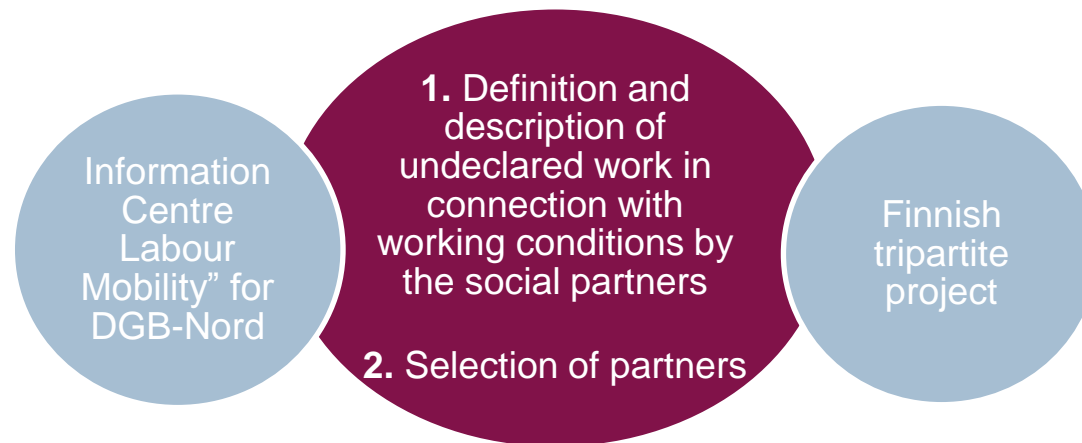 Information
Centre
Labour
Mobility” for
DGB-Nord
1. Definition and
description of
undeclared work in
connection with
working conditions by
the social partners
2. Selection of partners
Finnish
tripartite
project